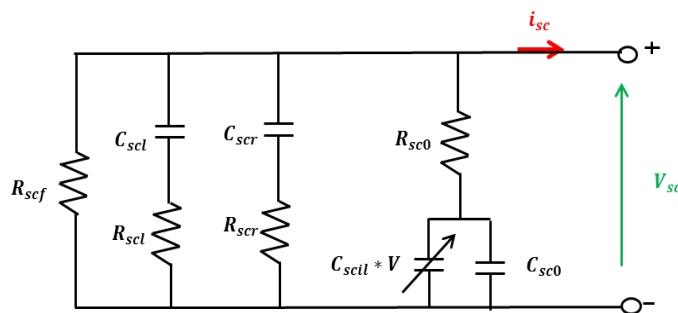 i_sc
+
C_scl
C_scr
R_sc0
R_scf
V_sc
R_scl
R_scr
C_scil * V
C_sc0
-